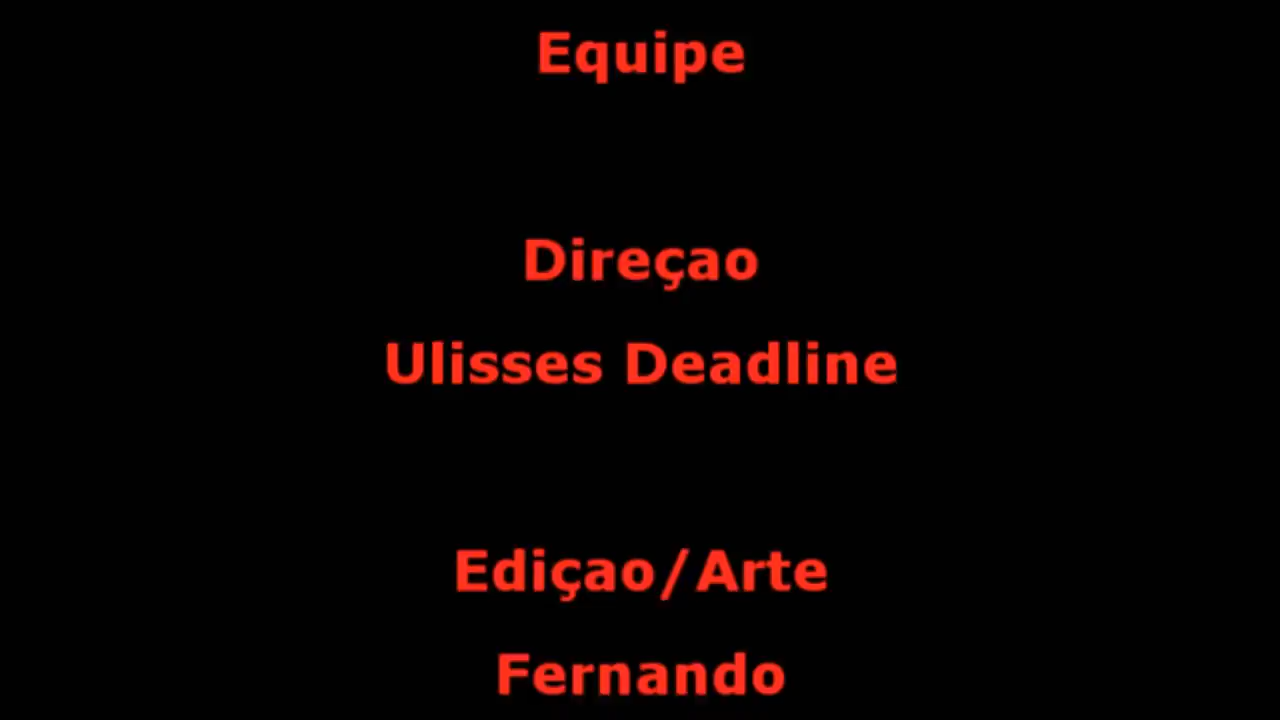 Equipe
Direçao
Ulisses Deadline
Ediçao/Arte
Fernando